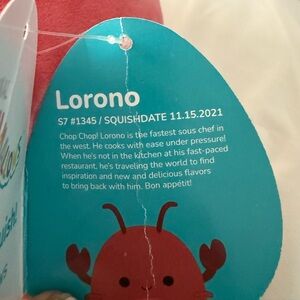 Lorono
S7 #1345 / SQUISHDATE 11.15.2021
Chop Chop! Lorono is the fastest sous chef in
the west. He cooks with ease under pressure!
When he's not in the kitchen at his fast-paced
restaurant, he's traveling the world to find
inspiration and new and delicious flavors
to bring back with him. Bon appétit!